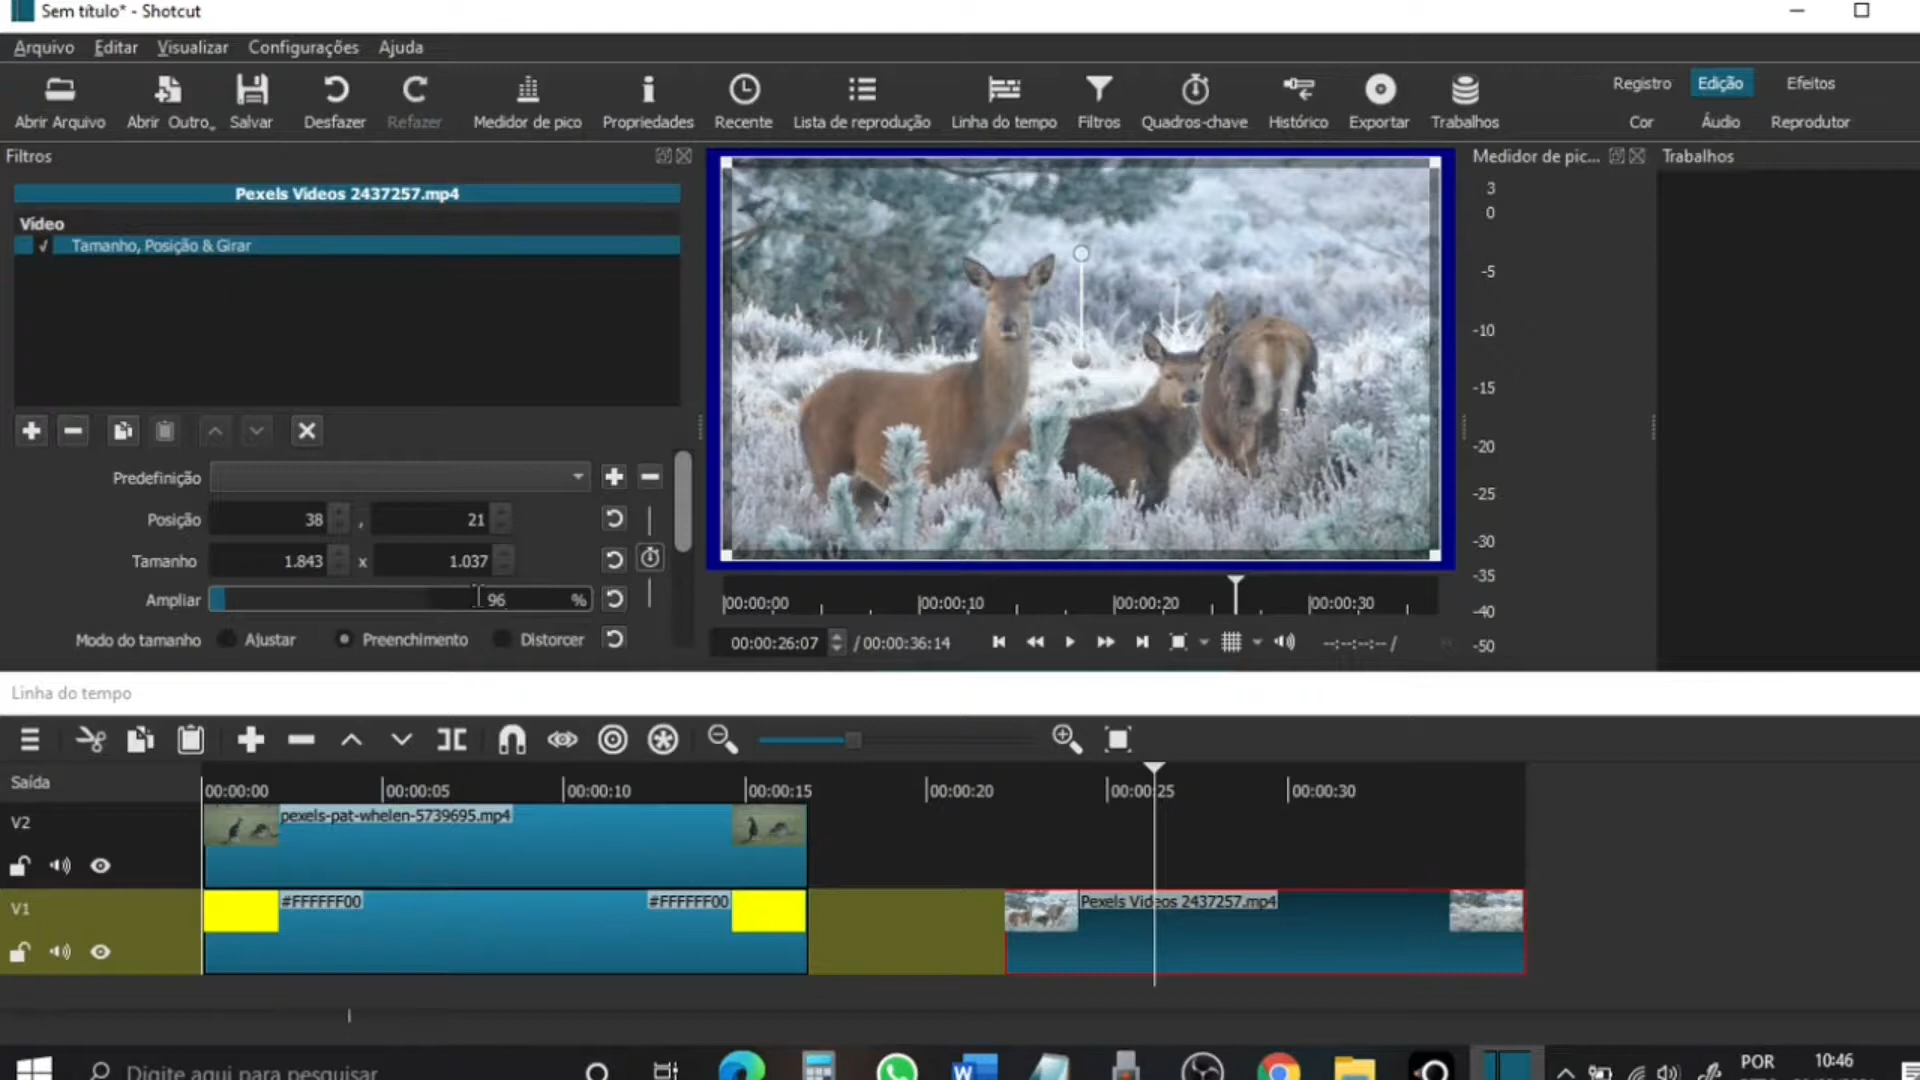 Sem título* - Shotcut
Arquivo Editar Visualizar Configurações Ajuda
Abrir Arquivo Abrir Outro.. Salvar Desfazer Refazer Medidor de pico Propriedades Recente Lista de reprodução Linha do tempo Filtros Quadros-chave Histórico Exportar Trabalhos
Registro Edição Efeitos
Cor Áudio Reprodutor
Filtros
Medidor de pic... Trabalhos
Pexels Videos 2437257.mp4
Vídeo
Tamanho, Posição & Girar
Predefinição
Posição 38 , 21
Tamanho 1.843 x 1.037
Ampliar 96 %
Modo do tamanho Ajustar Preenchimento Distorcer
3
0
-5
-10
-15
-20
-25
-30
-35
-40
-50
00:00:00 00:00:10 00:00:20 00:00:30
00:00:26:07 / 00:00:36:14 --:--:--:-- /
Linha do tempo
Saída
00:00:00 00:00:05 00:00:10 00:00:15 00:00:20 00:00:25 00:00:30
V2
pexels-pat-whelen-5739695.mp4
V1
#FFFFFF00 #FFFFFF00 Pexels Videos 2437257.mp4
Digite aqui para pesquisar
POR
10:46